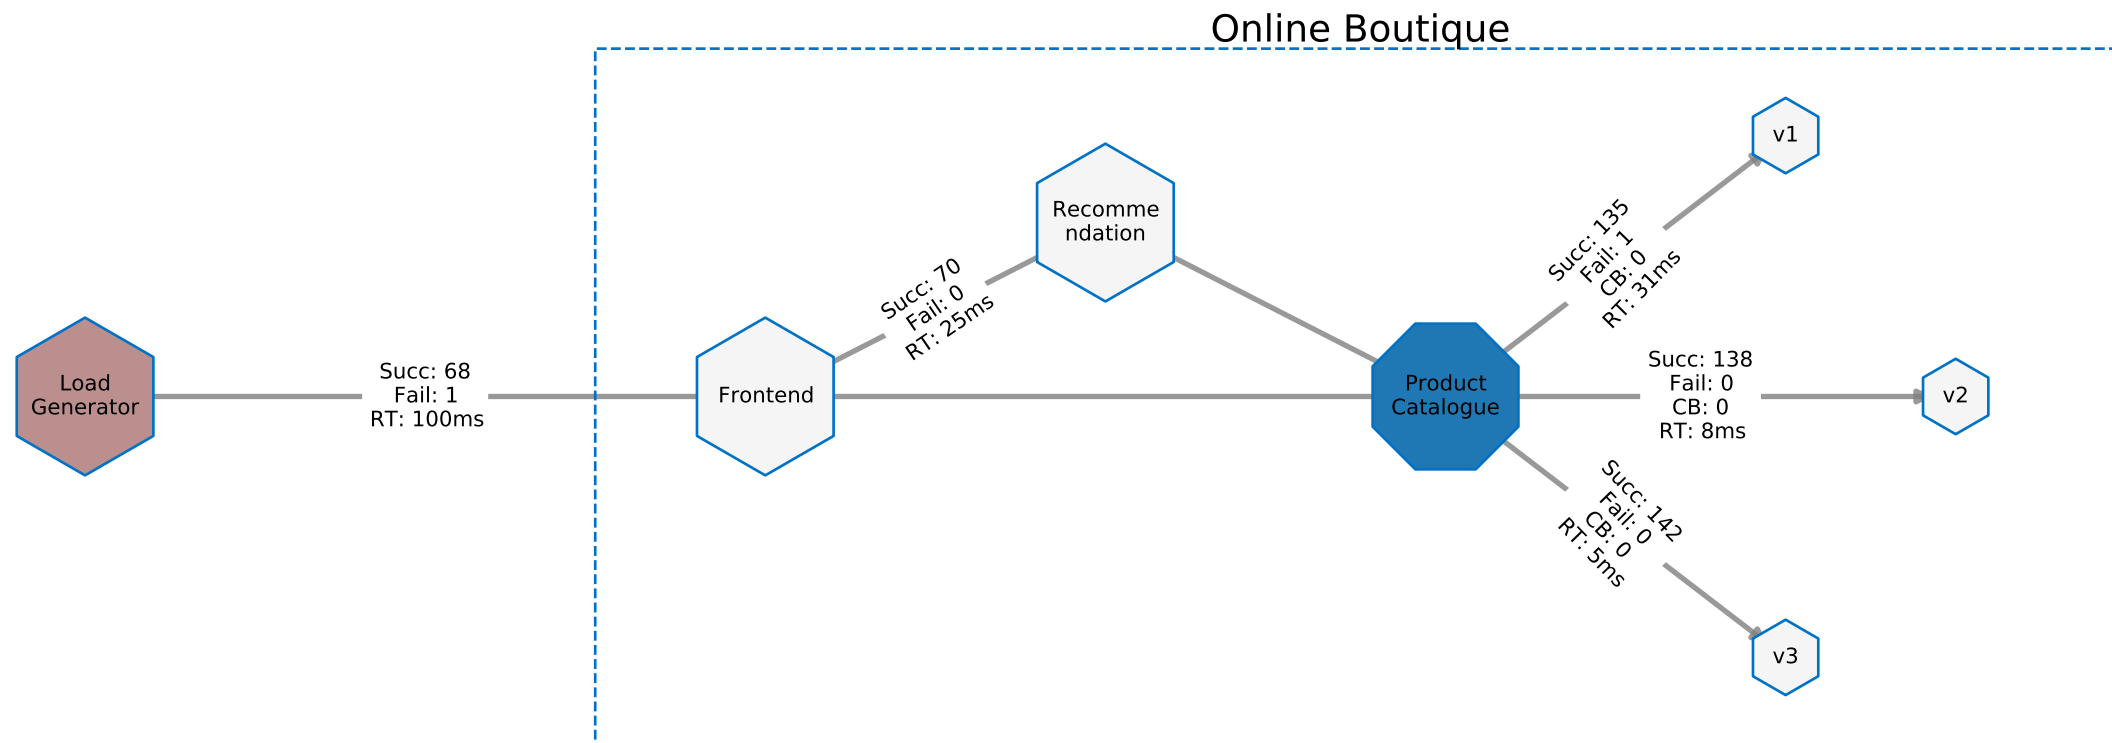 Online Boutique
Load
Generator
Succ: 68
Fail: 1
RT: 100ms
Frontend
Succ: 70
Fail: 0
RT: 25ms
Recomme
ndation
Product
Catalogue
Succ: 135
Fail: 1
CB: 0
RT: 31ms
v1
Succ: 138
Fail: 0
CB: 0
RT: 8ms
v2
Succ: 142
Fail: 0
CB: 0
RT: 5ms
v3